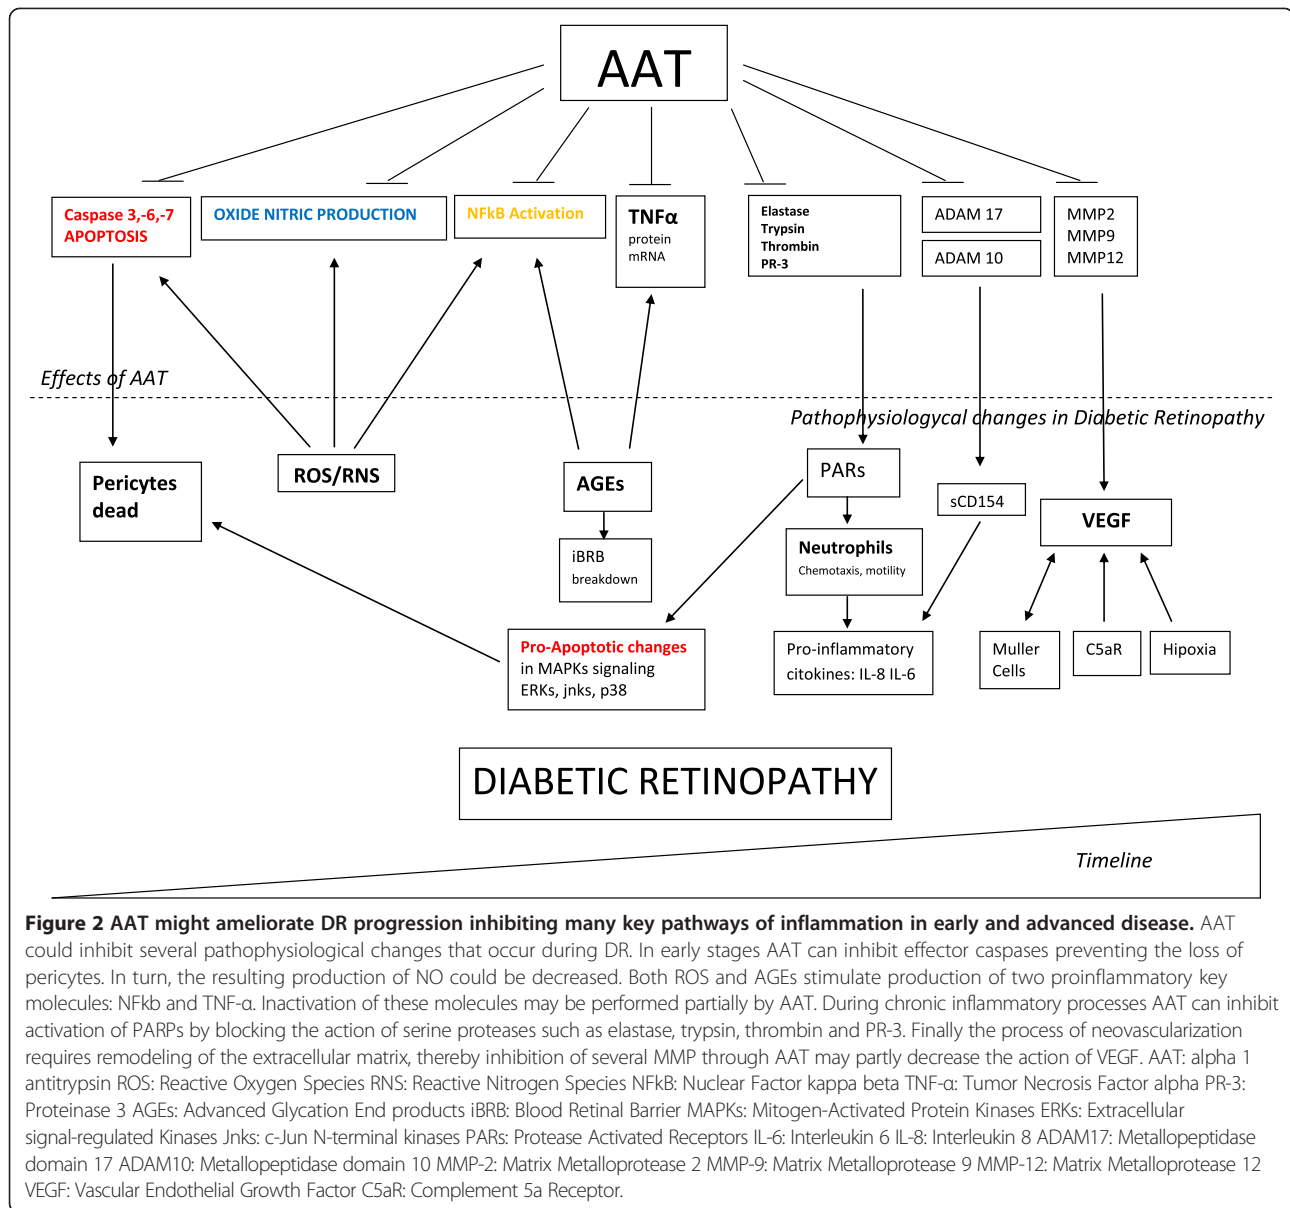 AAT
Caspase 3,-6,-7
APOPTOSIS
OXIDE NITRIC PRODUCTION
NFkB Activation
TNFα
protein
mRNA
Elastase
Trypsin
Thrombin
PR-3
ADAM 17
ADAM 10
MMP2
MMP9
MMP12
Effects of AAT
Pathophysiologycal changes in Diabetic Retinopathy
Pericytes
dead
ROS/RNS
AGEs
iBRB
breakdown
PARs
Neutrophils
Chemotaxis, motility
sCD154
VEGF
Pro-Apoptotic changes
in MAPKs signaling
ERKs, jnks, p38
Pro-inflammatory
citokines: IL-8 IL-6
Muller
Cells
C5aR
Hipoxia
DIABETIC RETINOPATHY
Timeline
Figure 2 AAT might ameliorate DR progression inhibiting many key pathways of inflammation in early and advanced disease. AAT
could inhibit several pathophysiological changes that occur during DR. In early stages AAT can inhibit effector caspases preventing the loss of
pericytes. In turn, the resulting production of NO could be decreased. Both ROS and AGEs stimulate production of two proinflammatory key
molecules: NFkb and TNF-α. Inactivation of these molecules may be performed partially by AAT. During chronic inflammatory processes AAT can inhibit
activation of PARPs by blocking the action of serine proteases such as elastase, trypsin, thrombin and PR-3. Finally the process of neovascularization
requires remodeling of the extracellular matrix, thereby inhibition of several MMP through AAT may partly decrease the action of VEGF. AAT: alpha 1
antitrypsin ROS: Reactive Oxygen Species RNS: Reactive Nitrogen Species NFkB: Nuclear Factor kappa beta TNF-α: Tumor Necrosis Factor alpha PR-3:
Proteinase 3 AGEs: Advanced Glycation End products iBRB: Blood Retinal Barrier MAPKs: Mitogen-Activated Protein Kinases ERKs: Extracellular
signal-regulated Kinases Jnks: c-Jun N-terminal kinases PARs: Protease Activated Receptors IL-6: Interleukin 6 IL-8: Interleukin 8 ADAM17: Metallopeptidase
domain 17 ADAM10: Metallopeptidase domain 10 MMP-2: Matrix Metalloprotease 2 MMP-9: Matrix Metalloprotease 9 MMP-12: Matrix Metalloprotease 12
VEGF: Vascular Endothelial Growth Factor C5aR: Complement 5a Receptor.